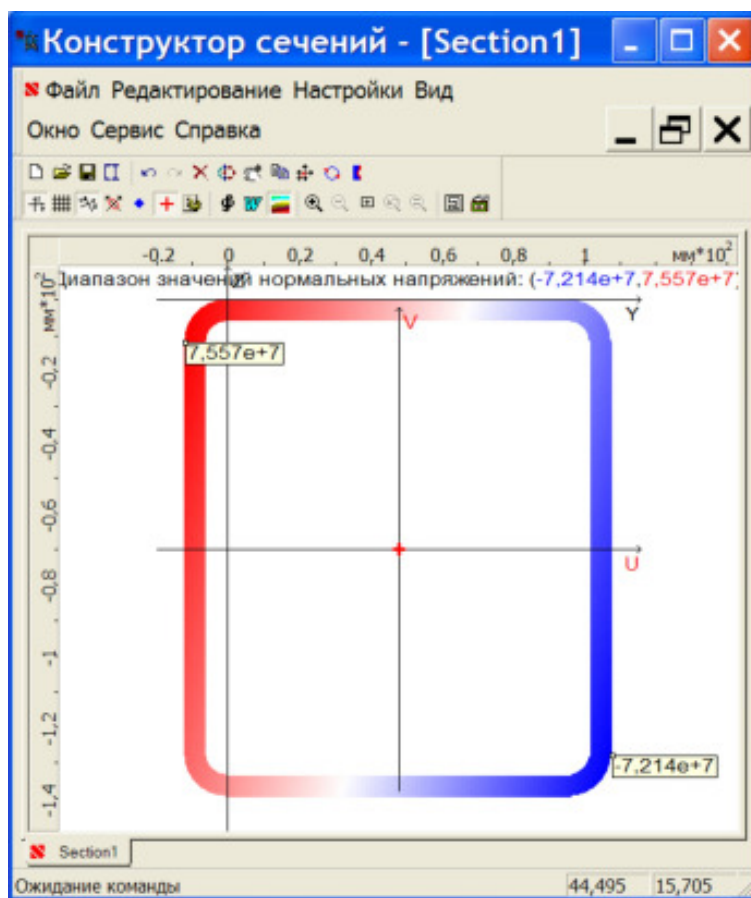 Конструктор сечений - [Section1]
Файл Редактирование Настройки Вид
Окно Сервис Справка
-0,2 0 0,2 0,4 0,6 0,8 1 мм*10²
мм*10²
Диапазон значений нормальных напряжений: (-7,214e+7,7,557e+7
Z
Y
V
7,557e+7
-0,2
-0,4
-0,6
U
-0,8
-1
-1,2
-7,214e+7
-1,4
Section1
Ожидание команды 44,495 15,705